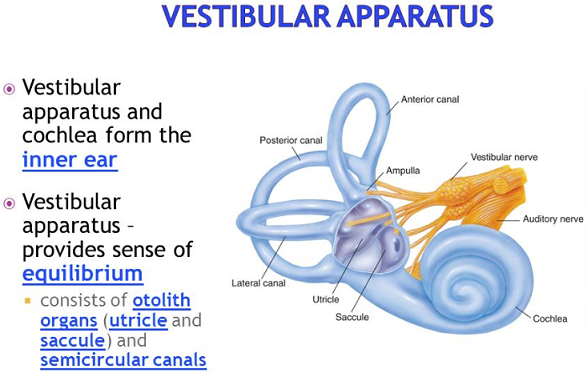 VESTIBULAR APPARATUS
Vestibular
apparatus and
cochlea form the
inner ear
Vestibular
apparatus –
provides sense of
equilibrium
consists of otolith
organs (utricle and
saccule) and
semicircular canals
Anterior canal
Posterior canal
Ampulla
Vestibular nerve
Auditory nerve
Lateral canal
Utricle
Saccule
Cochlea